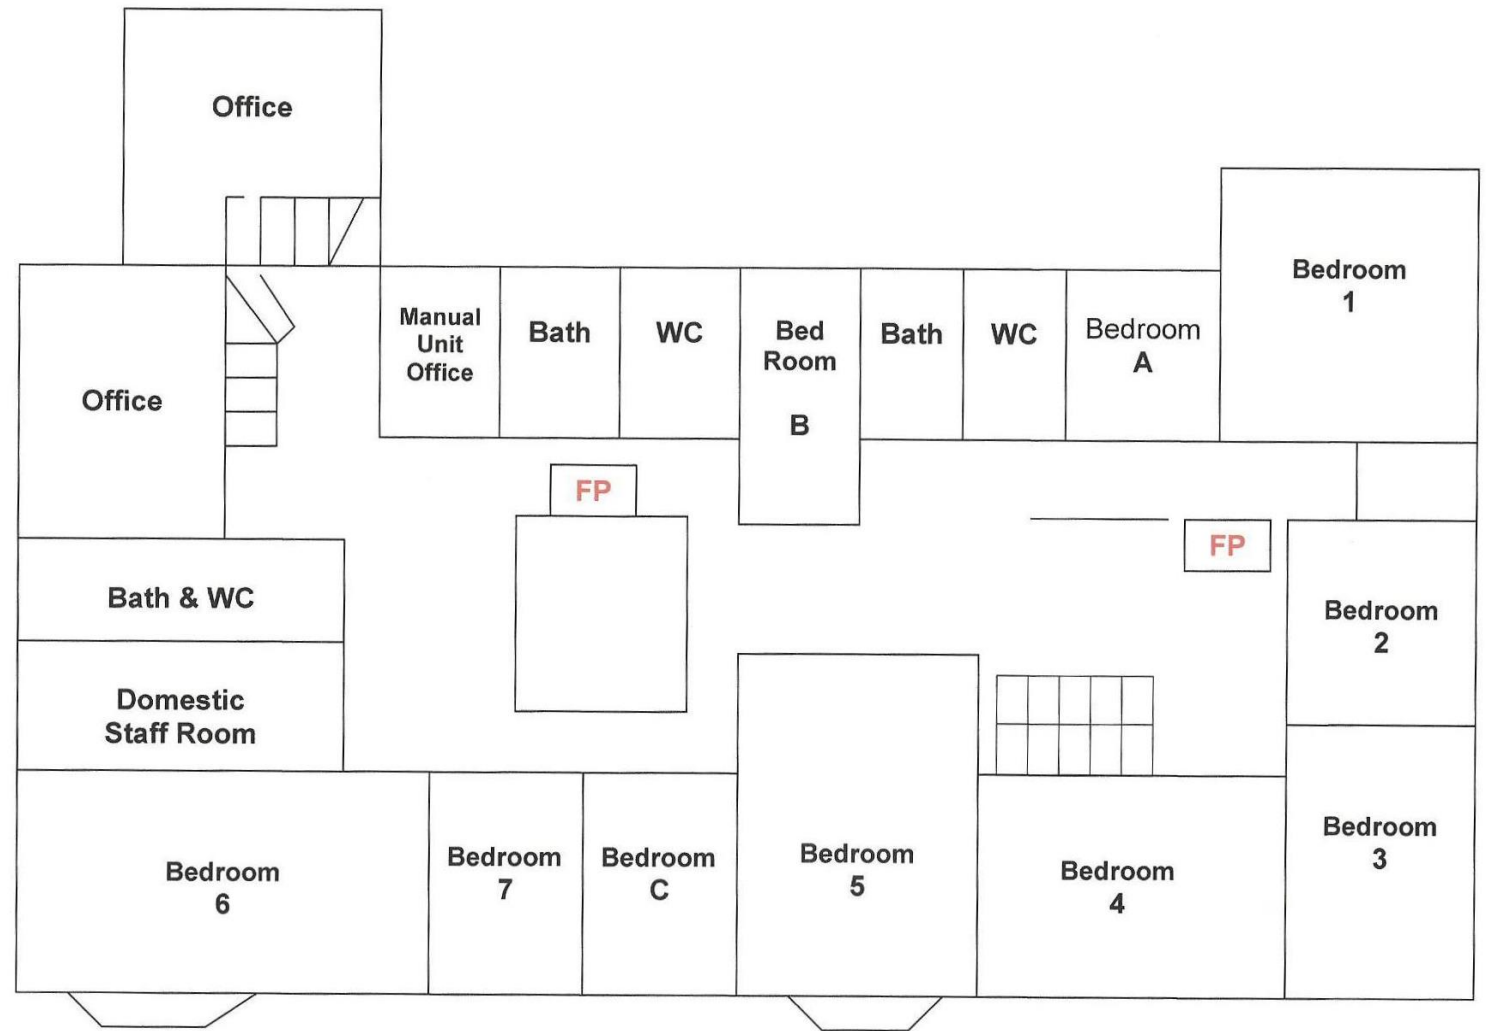 Office
Bedroom
1
Manual
Unit
Office
Bath
WC
Bed
Room
B
Bath
WC
Bedroom
A
Office
FP
FP
Bath & WC
Bedroom
2
Domestic
Staff Room
Bedroom
6
Bedroom
7
Bedroom
C
Bedroom
5
Bedroom
4
Bedroom
3